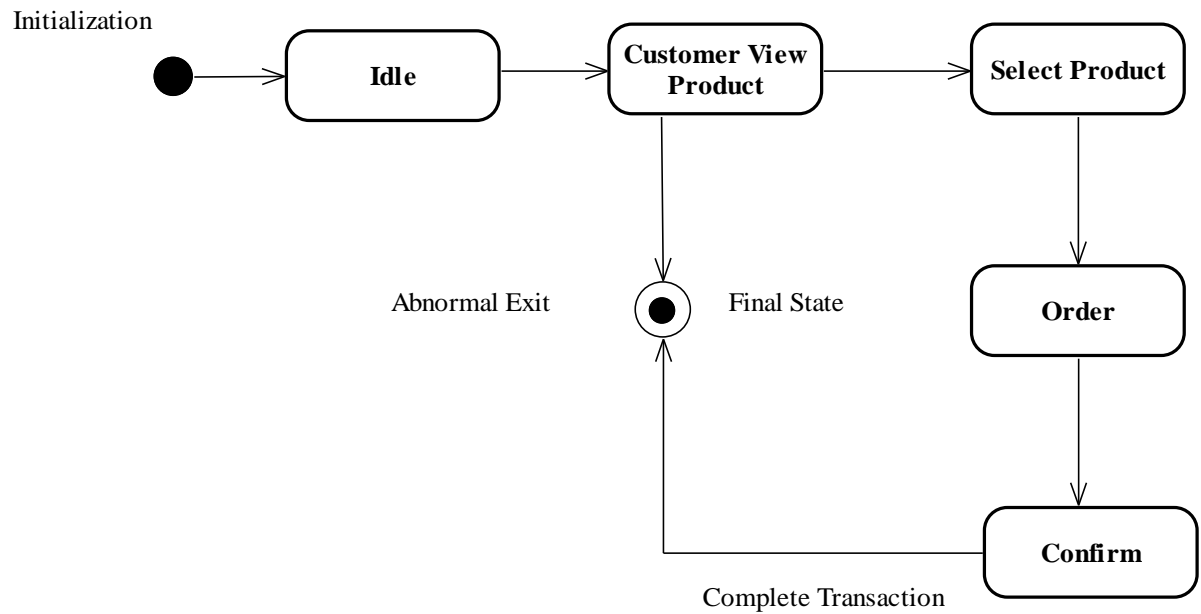 Initialization
Idle
Customer View
Product
Select Product
Abnormal Exit
Final State
Order
Confirm
Complete Transaction